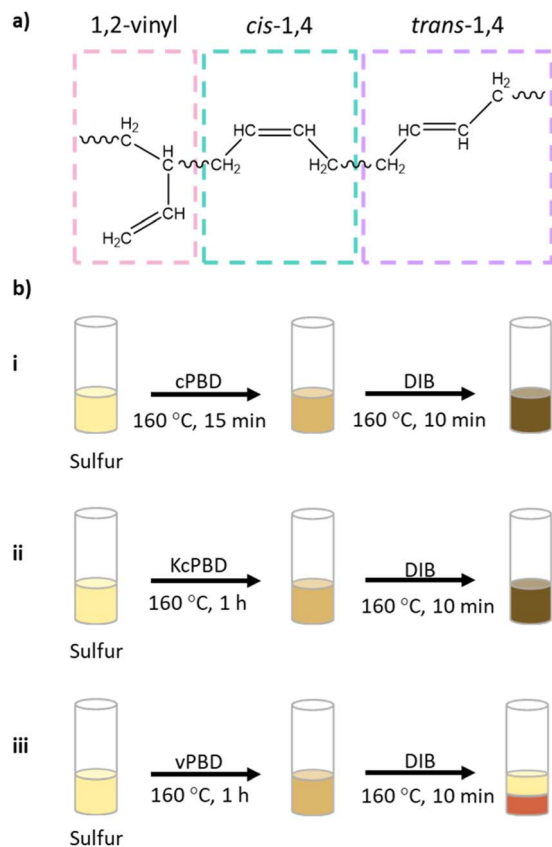 a) 1,2-vinyl cis-1,4 trans-1,4
H₂
C
H₂
C
H
C
CH₂
HC
CH
H₂C
CH₂
HC
C
H
CH
H₂C
b)
i
cPBD
160 °C, 15 min
DIB
160 °C, 10 min
Sulfur
ii
KcPBD
160 °C, 1 h
DIB
160 °C, 10 min
Sulfur
iii
vPBD
160 °C, 1 h
DIB
160 °C, 10 min
Sulfur